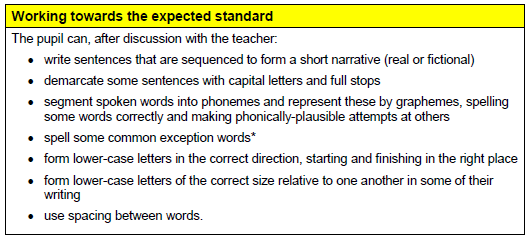 Working towards the expected standard
The pupil can, after discussion with the teacher:
• write sentences that are sequenced to form a short narrative (real or fictional)
• demarcate some sentences with capital letters and full stops
• segment spoken words into phonemes and represent these by graphemes, spelling
some words correctly and making phonically-plausible attempts at others
• spell some common exception words*
• form lower-case letters in the correct direction, starting and finishing in the right place
• form lower-case letters of the correct size relative to one another in some of their
writing
• use spacing between words.